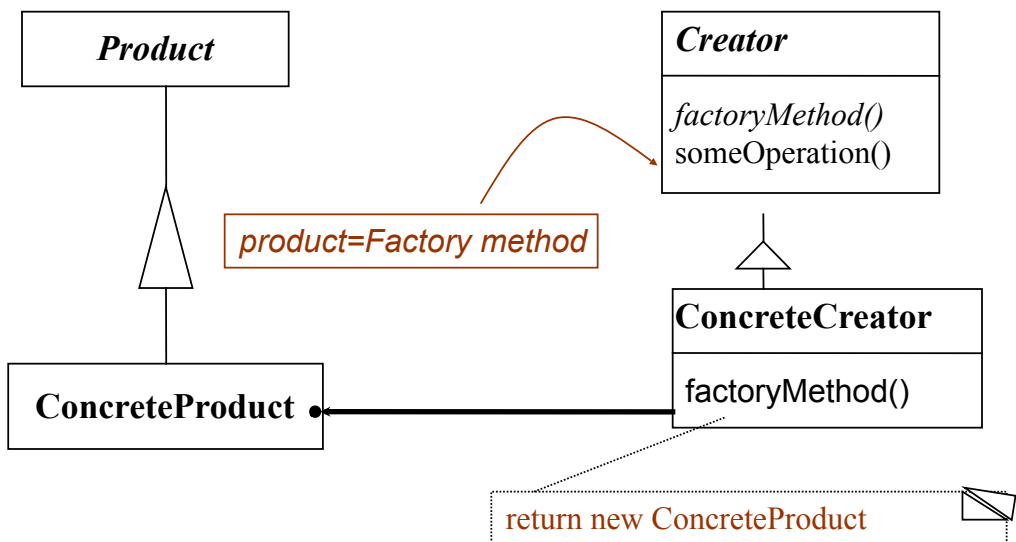 Product
Creator
factoryMethod()
someOperation()
product=Factory method
ConcreteCreator
factoryMethod()
ConcreteProduct
return new ConcreteProduct